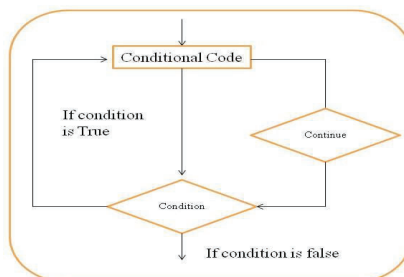 Conditional Code
If condition
is True
Continue
Condition
If condition is false